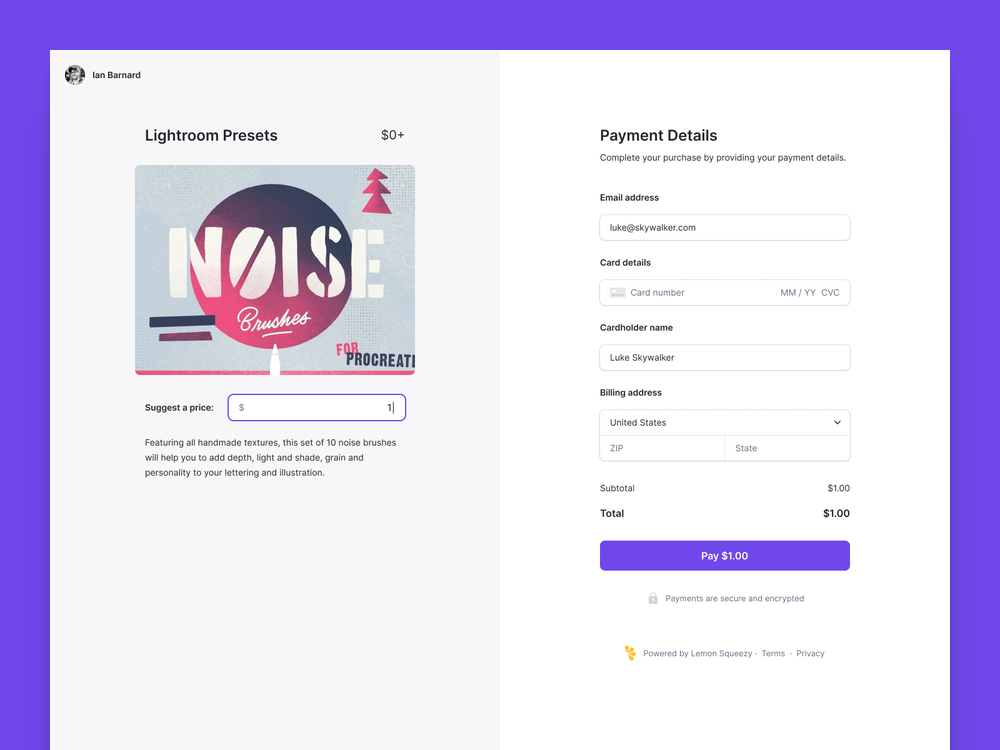 Ian Barnard
Lightroom Presets
$0+
NOISE
Brushes
FOR
PROCREATE
Suggest a price:
$
1
Featuring all handmade textures, this set of 10 noise brushes
will help you to add depth, light and shade, grain and
personality to your lettering and illustration.
Payment Details
Complete your purchase by providing your payment details.
Email address
luke@skywalker.com
Card details
Card number MM / YY CVC
Cardholder name
Luke Skywalker
Billing address
United States
ZIP State
Subtotal $1.00
Total $1.00
Pay $1.00
Payments are secure and encrypted
Powered by Lemon Squeezy · Terms · Privacy